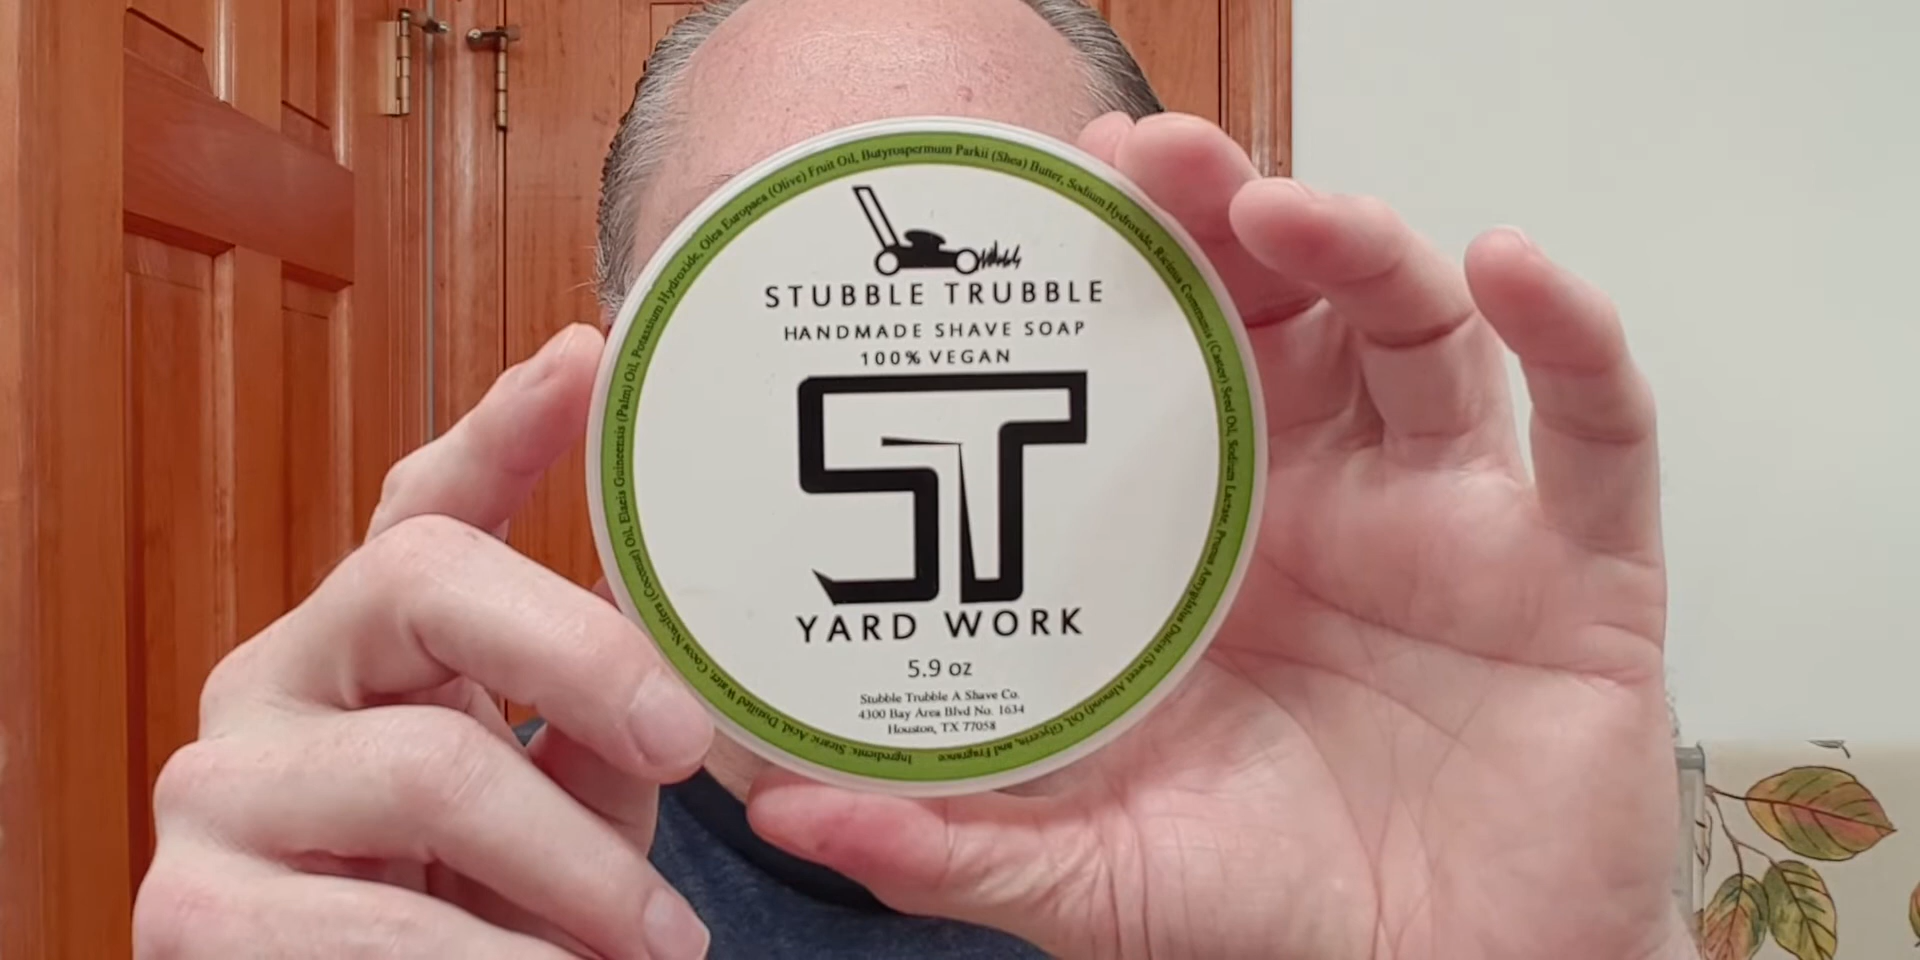 STUBBLE TRUBBLE
HANDMADE SHAVE SOAP
100% VEGAN
ST
YARD WORK
5.9 oz
Stubble Trubble A Shave Co.
4300 Bay Area Blvd No. 1634
Houston, TX 77058
Ingredients: Stearic Acid, Distilled Water, Cocos Nucifera (Coconut) Oil, Elaeis Guineensis (Palm) Oil, Potassium Hydroxide, Olea Europaea (Olive) Fruit Oil, Butyrospermum Parkii (Shea) Butter, Sodium Hydroxide, Ricinus Communis (Castor) Seed Oil, Sodium Lactate, Prunus Amygdalus Dulcis (Sweet Almond) Oil, Glycerin, and Fragrance